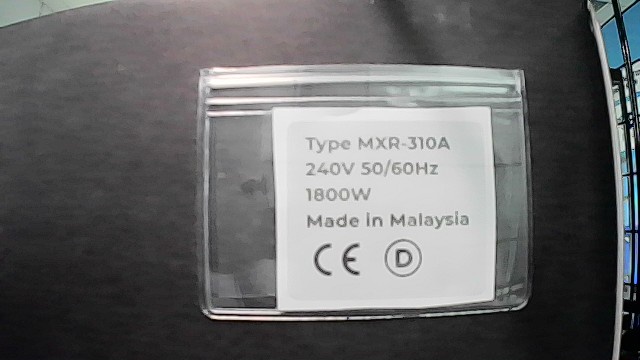 Type MXR-310A
240V 50/60Hz
1800W
Made in Malaysia
CE D